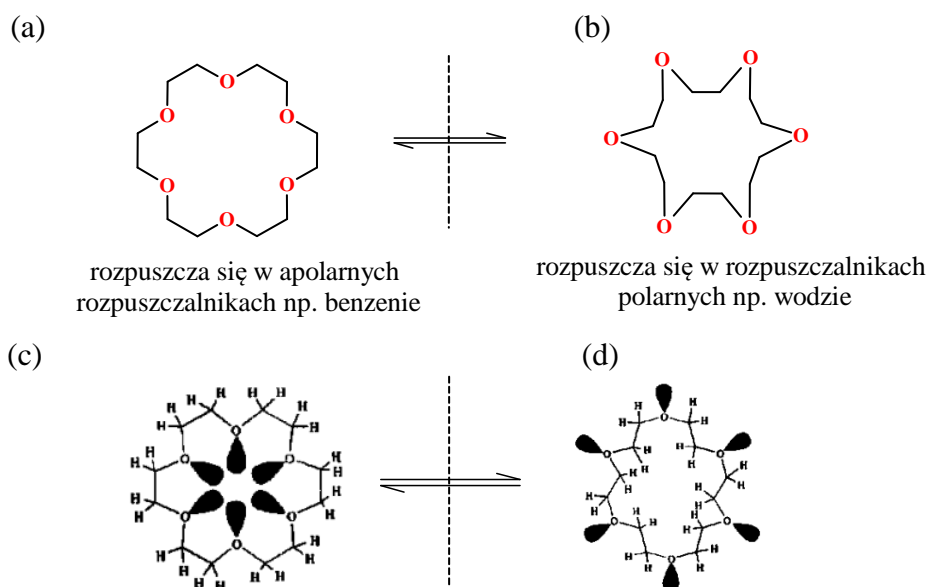 (a)
(b)
O
O
O
O
O
O
O
O
O
O
O
O
rozpuszcza się w apolarnych
rozpuszczalnikach np. benzenie
rozpuszcza się w rozpuszczalnikach
polarnych np. wodzie
(c)
(d)
H H H H
H H H H
O
O O
H H
H H
H H
H H
O O
O
H H H H
H H H H
O
H H
H H
O O
H H
H H
H H
H H
O O
H H
H H
O